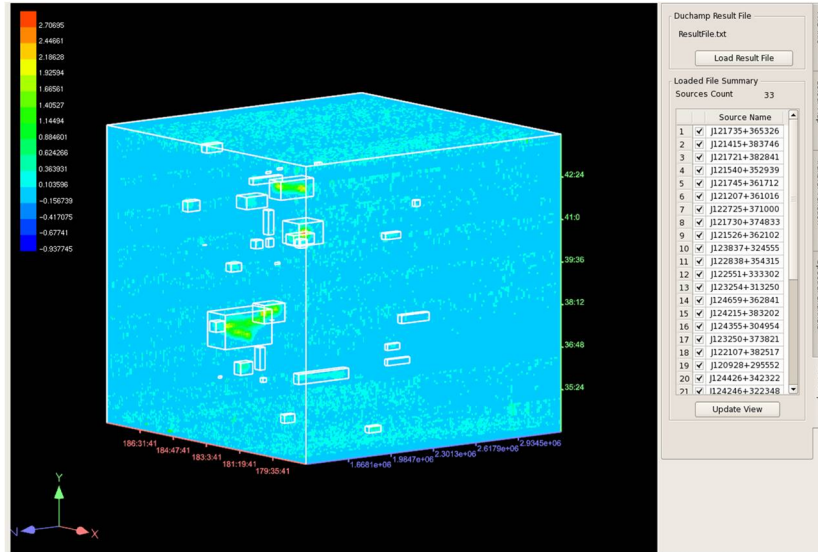 2.70695
2.44661
2.18628
1.92594
1.66561
1.40527
1.14494
0.884601
0.624266
0.363931
0.103596
-0.156739
-0.417075
-0.67741
-0.937745
42:24
41:0
39:36
38:12
36:48
35:24
186:31:41
184:47:41
183:3:41
181:19:41
179:35:41
1.6681e+06
1.9847e+06
2.3013e+06
2.6179e+06
2.9345e+06
Y
X
Duchamp Result File
ResultFile.txt
Load Result File
Loaded File Summary
Sources Count 33
Source Name
1 J121735+365326
2 J121415+383746
3 J121721+382841
4 J121540+352939
5 J121745+361712
6 J121207+361016
7 J122725+371000
8 J121730+374833
9 J121526+362102
10 J123837+324555
11 J122838+354315
12 J122551+333302
13 J123254+313250
14 J124659+362841
15 J124215+383202
16 J124355+304954
17 J123250+373821
18 J122107+382517
19 J120928+295552
20 J124426+342322
21 J124246+322348
Update View